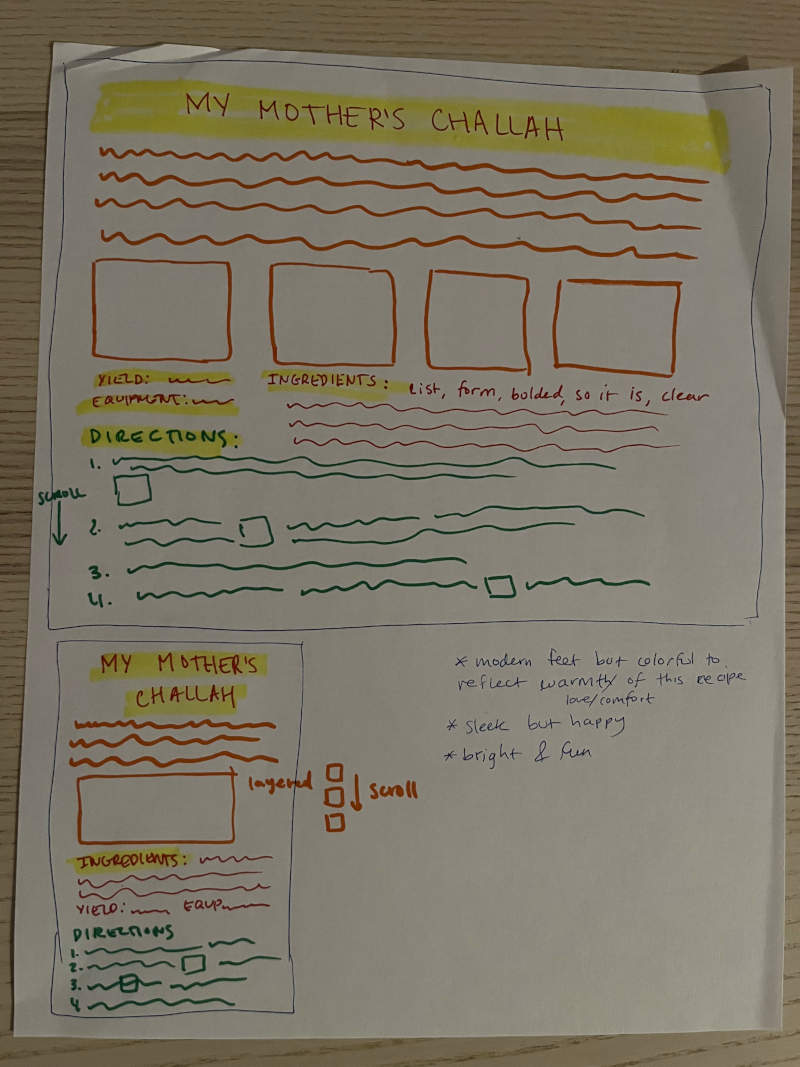 MY MOTHER'S CHALLAH
YIELD:
EQUIPMENT:
INGREDIENTS: List, form, bolded, so it is, clear
DIRECTIONS:
1.
2.
3.
4.
SCROLL
MY MOTHER'S
CHALLAH
layered
scroll
INGREDIENTS:
YIELD: EQUIP
DIRECTIONS
1.
2.
3.
4.
* modern feel but colorful to
reflect warmth of this recipe
love/comfort
* sleek but happy
* bright & fun